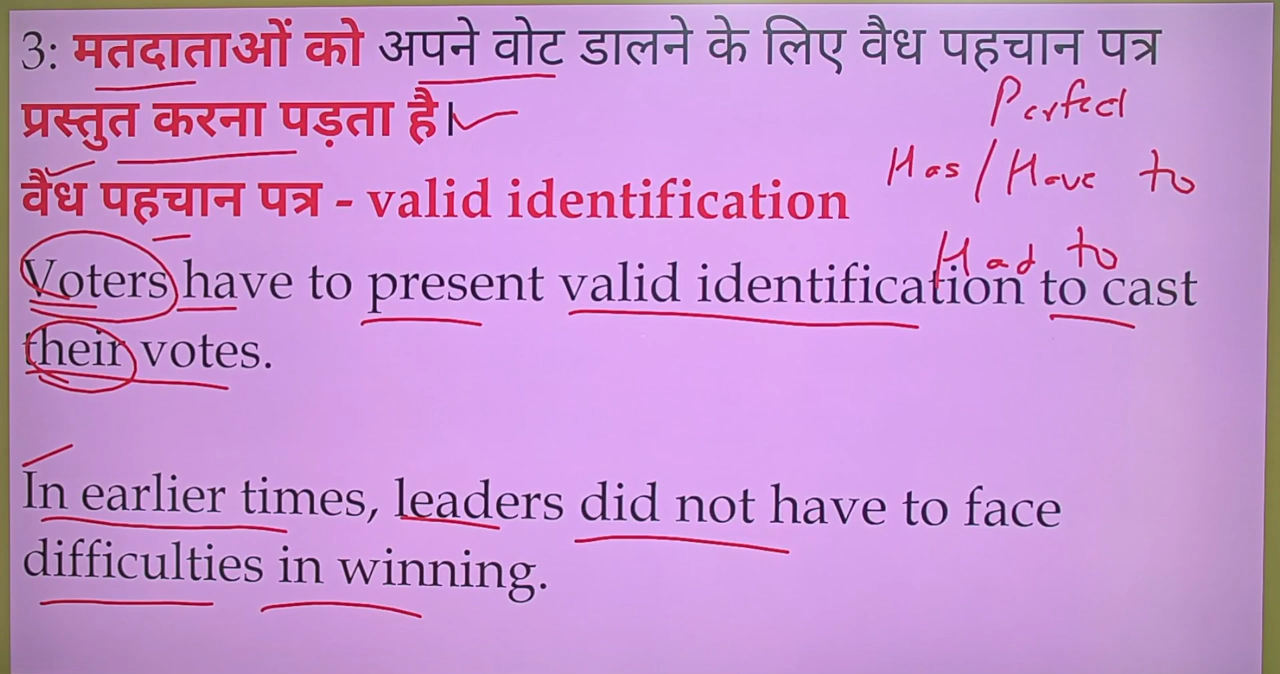 3: मतदाताओं को अपने वोट डालने के लिए वैध पहचान पत्र
प्रस्तुत करना पड़ता है।
Perfect
Has/Have to
वैध पहचान पत्र - valid identification
Had to
Voters have to present valid identification to cast
their votes.
In earlier times, leaders did not have to face
difficulties in winning.